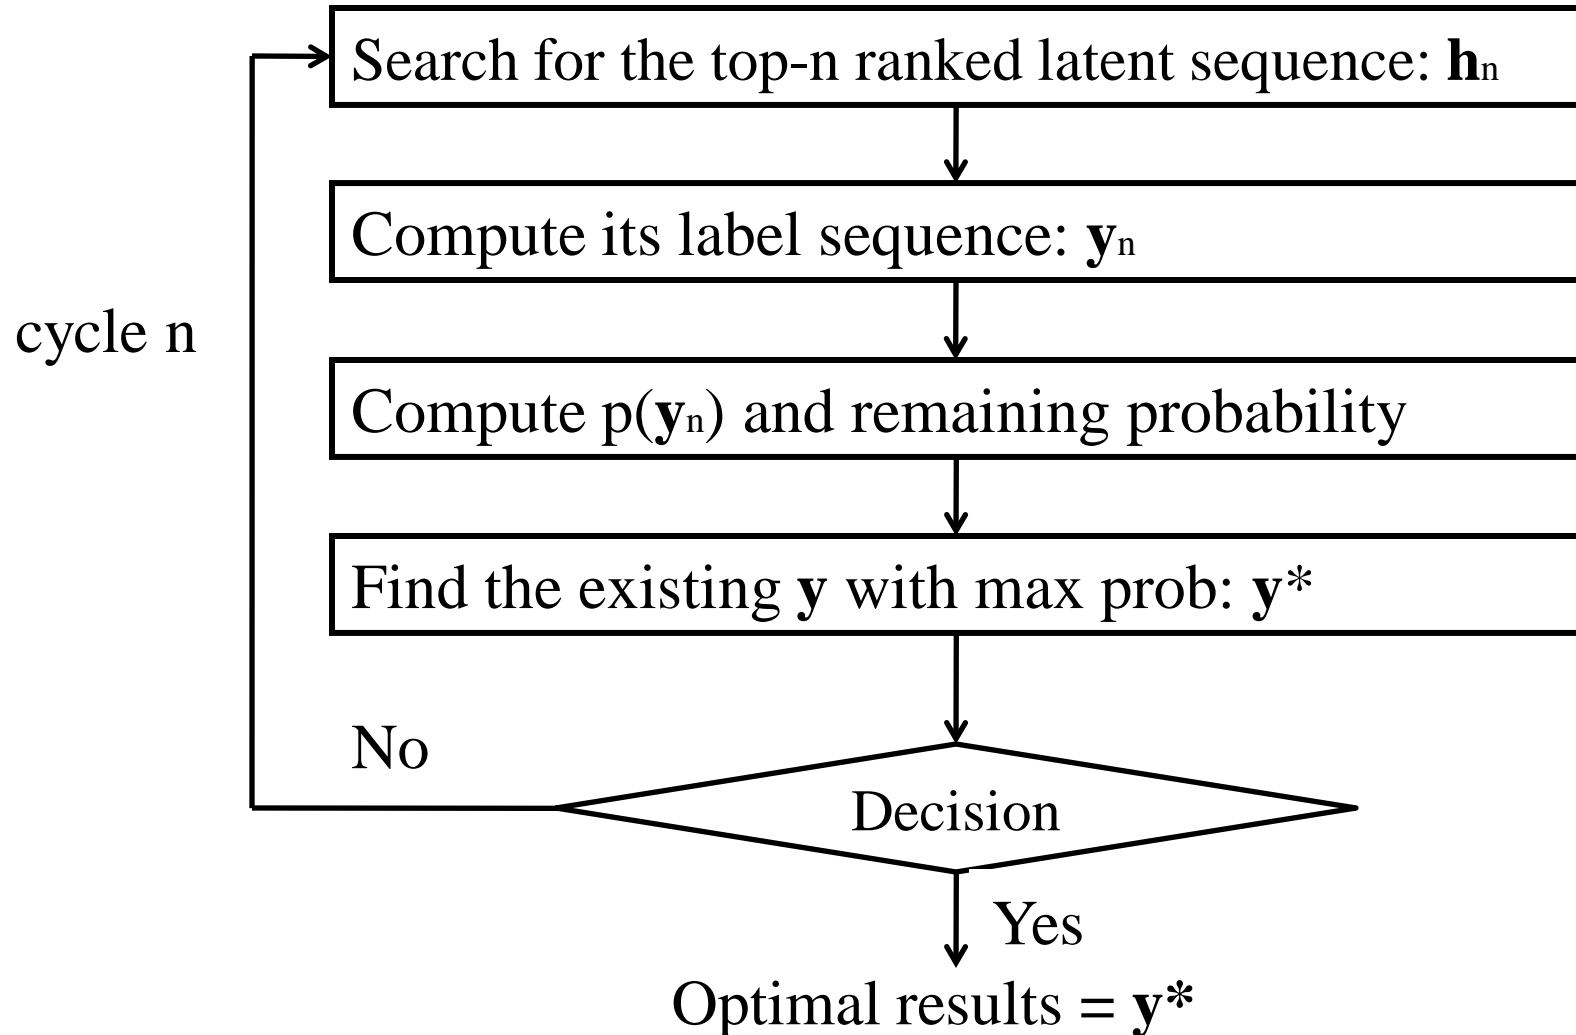 Search for the top-n ranked latent sequence: hn
Compute its label sequence: yn
cycle n
Compute p(yn) and remaining probability
Find the existing y with max prob: y*
No
Decision
Yes
Optimal results = y*